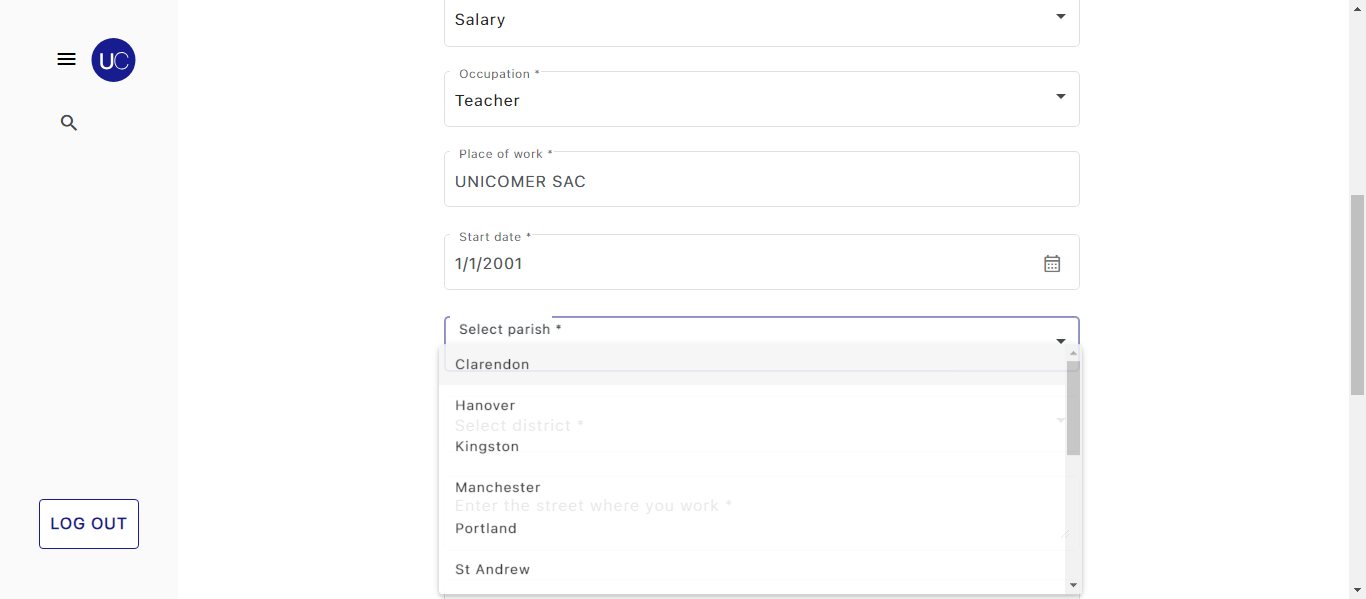 UC
LOG OUT
Salary
Occupation *
Teacher
Place of work *
UNICOMER SAC
Start date *
1/1/2001
Select parish *
Clarendon
Hanover
Select district *
Kingston
Manchester
Enter the street where you work *
Portland
St Andrew